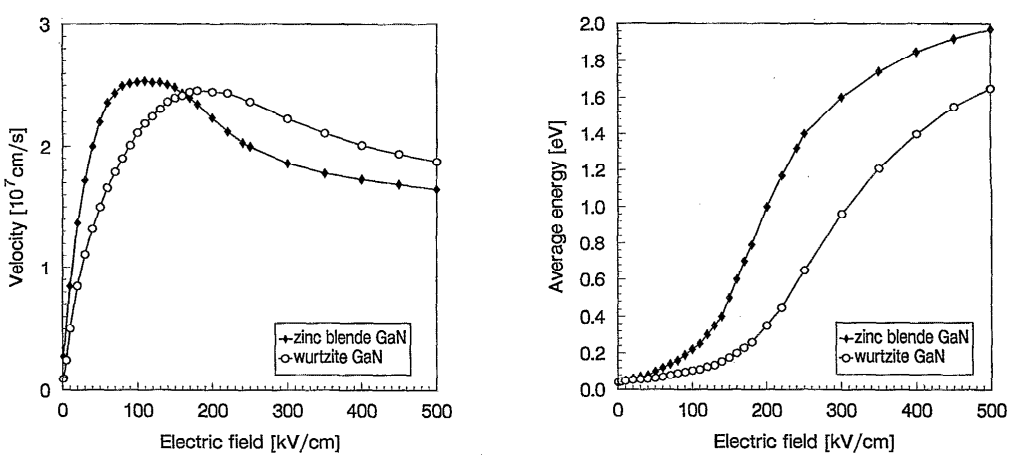 3
2
1
0
Velocity [10⁷ cm/s]
zinc blende GaN
wurtzite GaN
0 100 200 300 400 500
Electric field [kV/cm]
2.0
1.8
1.6
1.4
1.2
1.0
0.8
0.6
0.4
0.2
0.0
Average energy [eV]
zinc blende GaN
wurtzite GaN
0 100 200 300 400 500
Electric field [kV/cm]